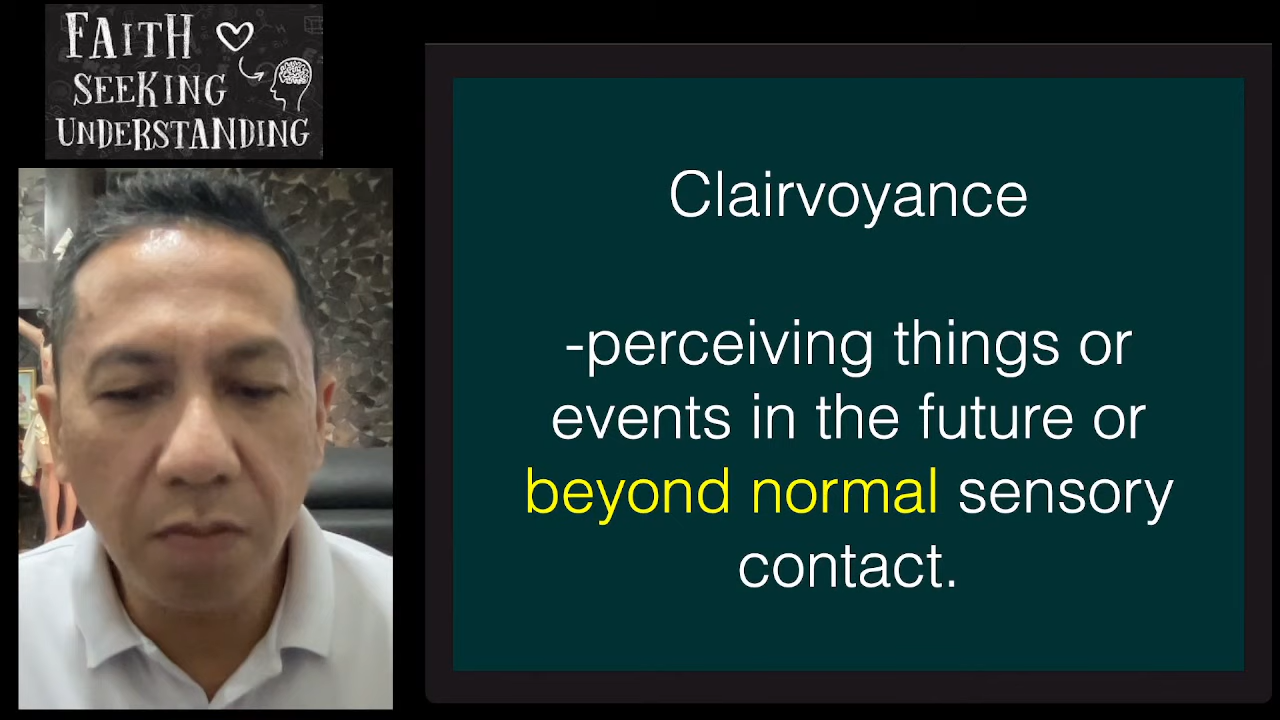 FAITH
SEEKING
UNDERSTANDING
Clairvoyance
-perceiving things or
events in the future or
beyond normal sensory
contact.